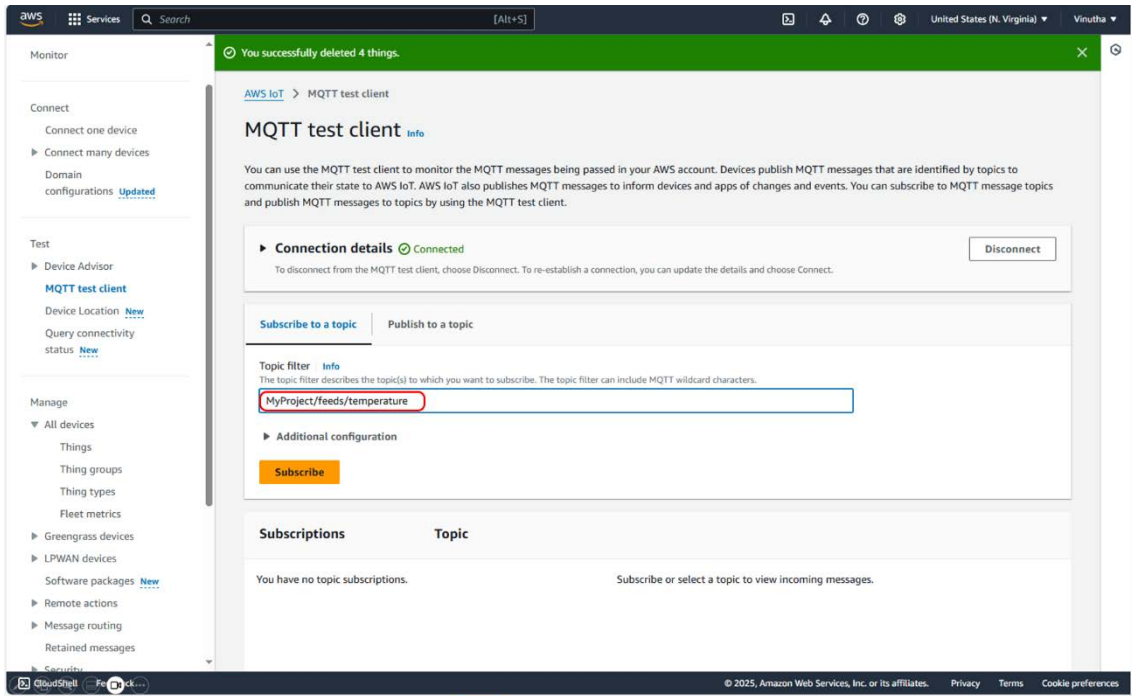 aws
Services
Search
[Alt+S]
United States (N. Virginia)
Vinutha
Monitor
Connect
Connect one device
Connect many devices
Domain
configurations Updated
Test
Device Advisor
MQTT test client
Device Location New
Query connectivity
status New
Manage
All devices
Things
Thing groups
Thing types
Fleet metrics
Greengrass devices
LPWAN devices
Software packages New
Remote actions
Message routing
Retained messages
Security
You successfully deleted 4 things.
AWS IoT > MQTT test client
MQTT test client Info
You can use the MQTT test client to monitor the MQTT messages being passed in your AWS account. Devices publish MQTT messages that are identified by topics to
communicate their state to AWS IoT. AWS IoT also publishes MQTT messages to inform devices and apps of changes and events. You can subscribe to MQTT message topics
and publish MQTT messages to topics by using the MQTT test client.
Connection details Connected
Disconnect
To disconnect from the MQTT test client, choose Disconnect. To re-establish a connection, you can update the details and choose Connect.
Subscribe to a topic
Publish to a topic
Topic filter Info
The topic filter describes the topic(s) to which you want to subscribe. The topic filter can include MQTT wildcard characters.
MyProject/feeds/temperature
Additional configuration
Subscribe
Subscriptions
Topic
You have no topic subscriptions.
Subscribe or select a topic to view incoming messages.
CloudShell
© 2025, Amazon Web Services, Inc. or its affiliates.
Privacy
Terms
Cookie preferences